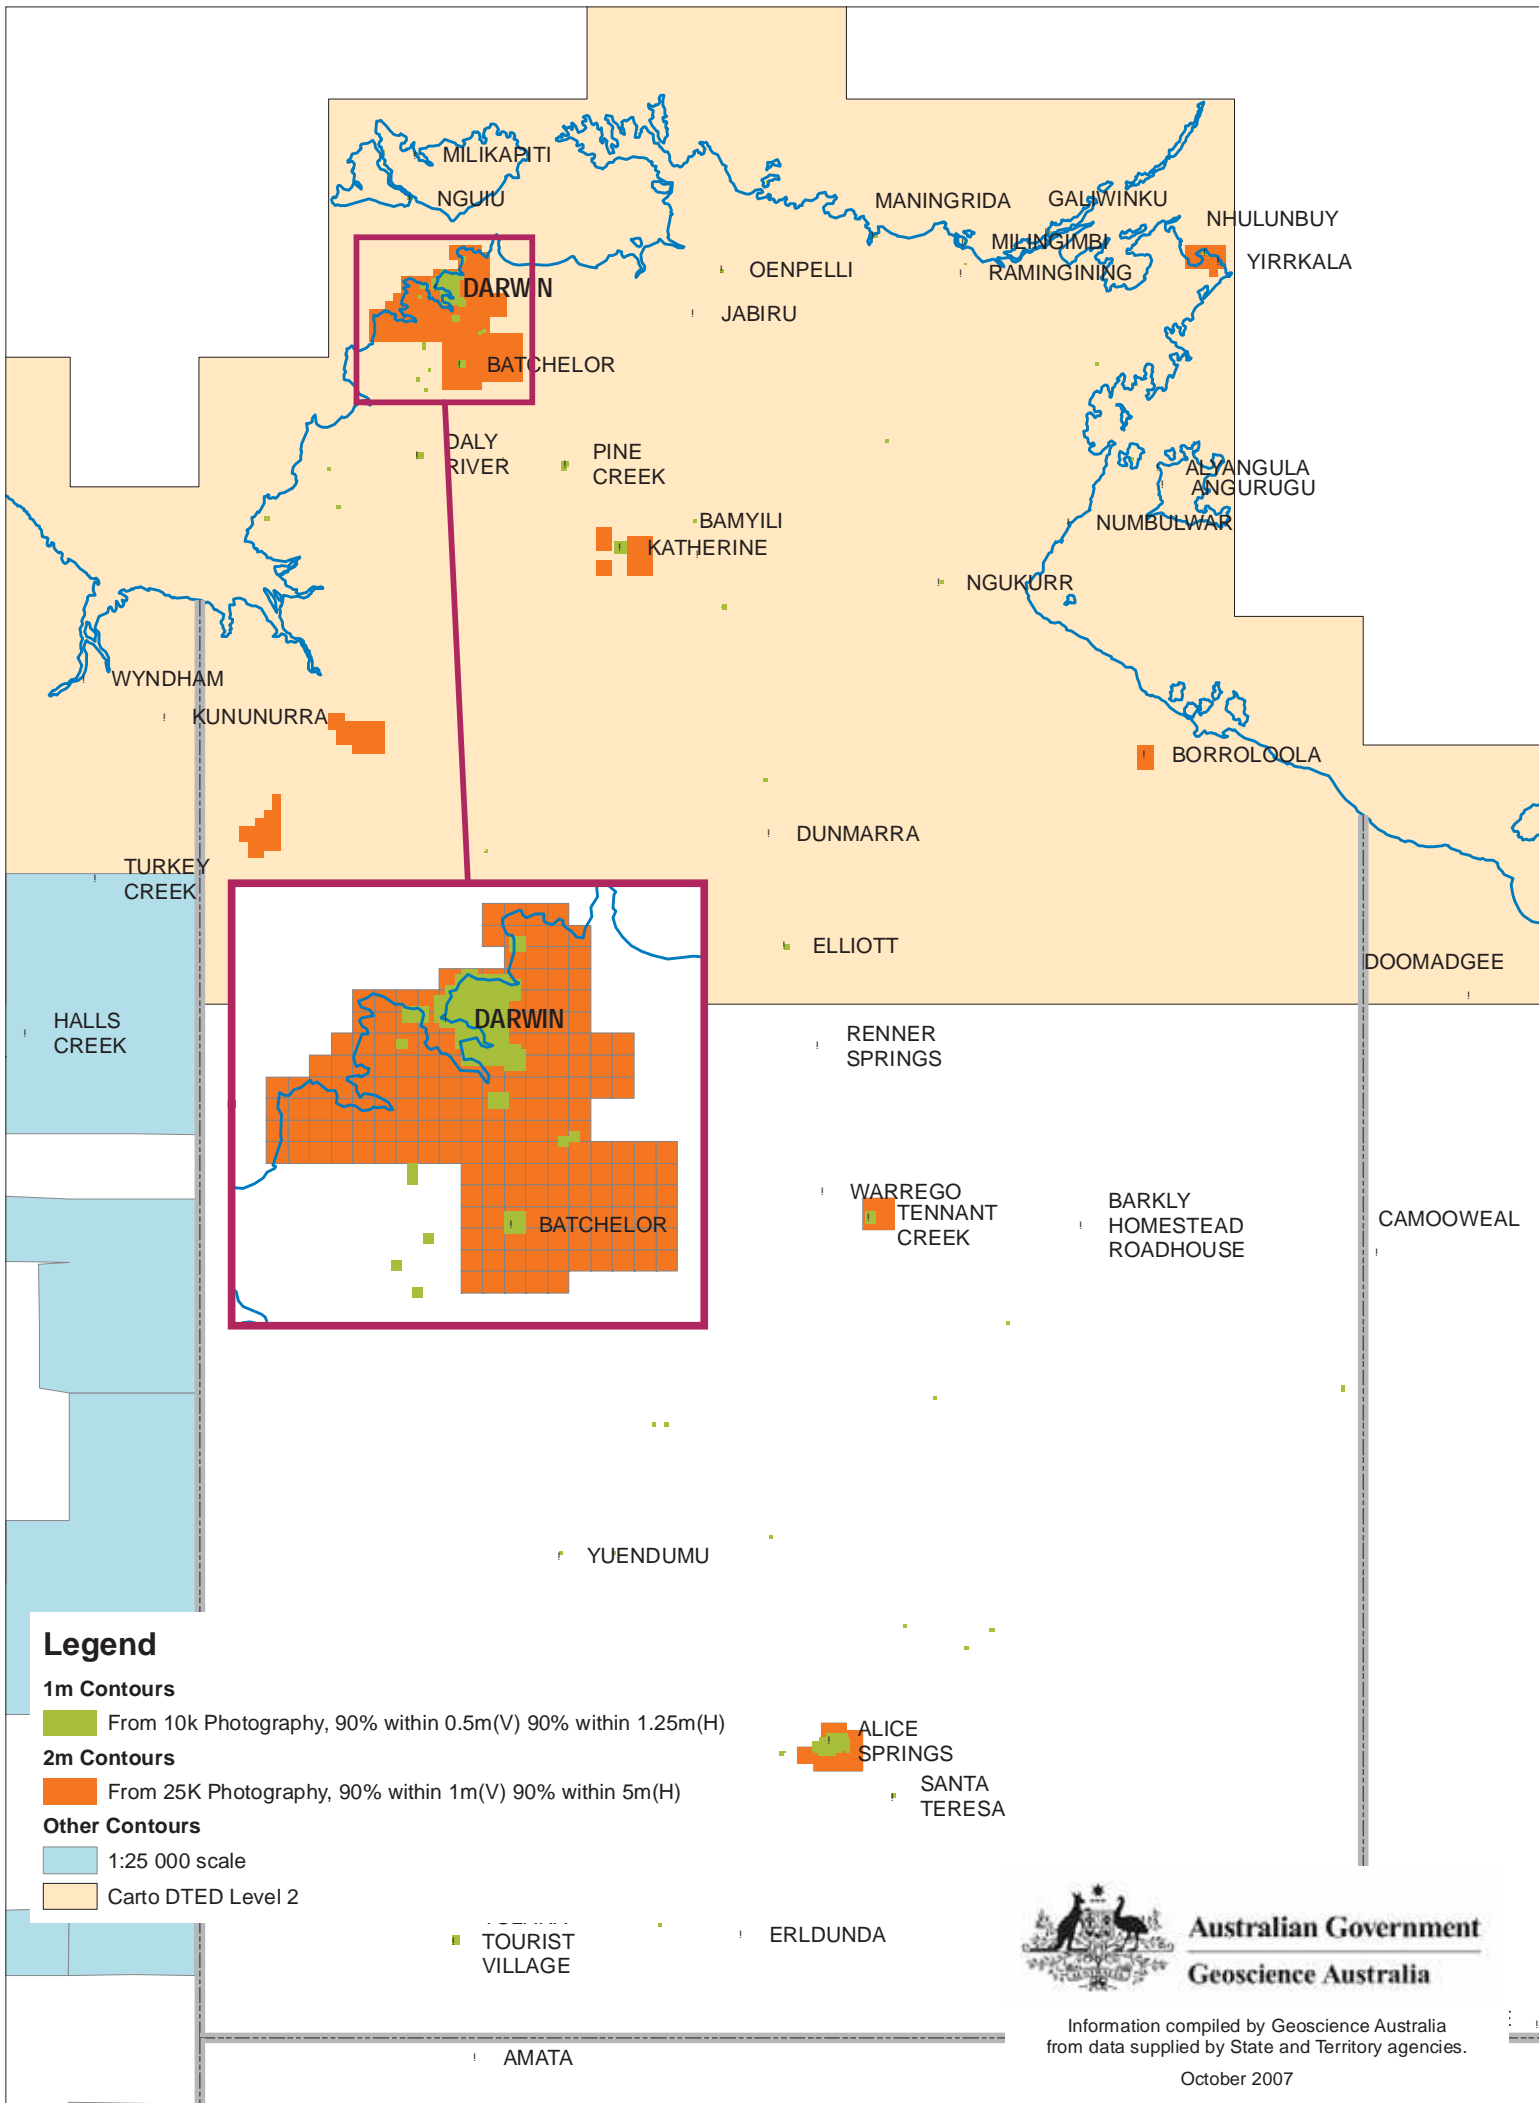 MILIKAPITI
NGUIU
MANINGRIDA
GALIWINKU
NHULUNBUY
MILINGIMBI
YIRRKALA
OENPELLI
RAMINGINING
DARWIN
JABIRU
BATCHELOR
DALY
RIVER
PINE
CREEK
ALYANGULA
ANGURUGU
BAMYILI
NUMBULWAR
KATHERINE
NGUKURR
WYNDHAM
KUNUNURRA
BORROLOOLA
DUNMARRA
TURKEY
CREEK
ELLIOTT
DOOMADGEE
HALLS
CREEK
DARWIN
RENNER
SPRINGS
WARREGO
TENNANT
CREEK
BARKLY
HOMESTEAD
ROADHOUSE
CAMOOWEAL
BATCHELOR
YUENDUMU
Legend
1m Contours
From 10k Photography, 90% within 0.5m(V) 90% within 1.25m(H)
2m Contours
From 25K Photography, 90% within 1m(V) 90% within 5m(H)
Other Contours
1:25 000 scale
Carto DTED Level 2
ALICE
SPRINGS
SANTA
TERESA
TOURIST
VILLAGE
ERLDUNDA
AMATA
Australian Government
Geoscience Australia
Information compiled by Geoscience Australia
from data supplied by State and Territory agencies.
October 2007